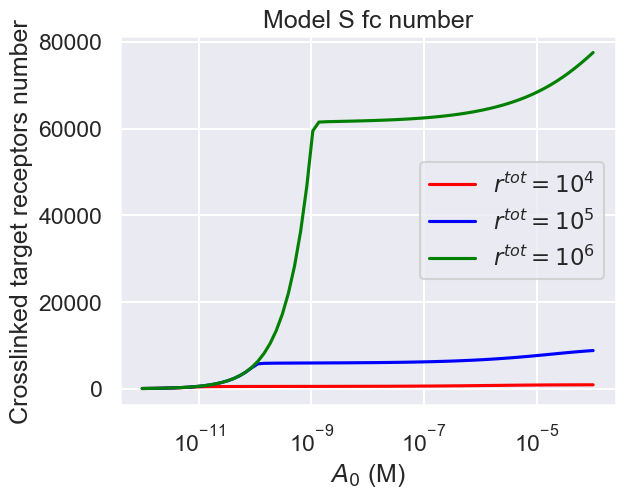 Model S fc number
Crosslinked target receptors number
80000
60000
40000
20000
0
r^{tot} = 10^4
r^{tot} = 10^5
r^{tot} = 10^6
10^{-11} 10^{-9} 10^{-7} 10^{-5}
A_0 (M)